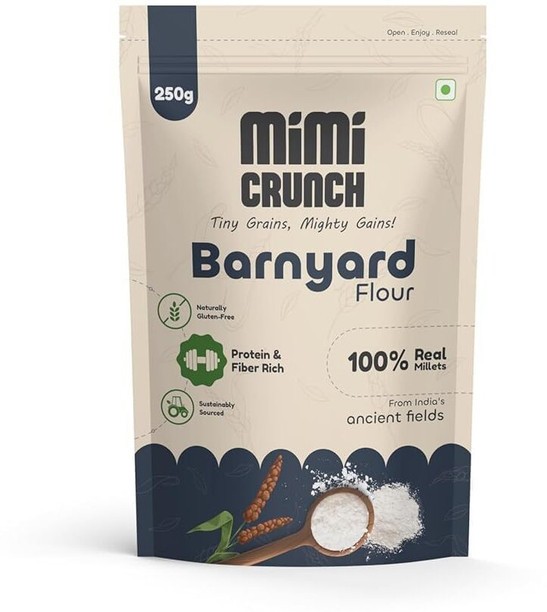 Open . Enjoy . Reseal
250g
MiMi
CRUNCH
Tiny Grains, Mighty Gains!
Barnyard
Flour
Naturally
Gluten-Free
Protein &
Fiber Rich
100% Real
Millets
Sustainably
Sourced
From India's
ancient fields